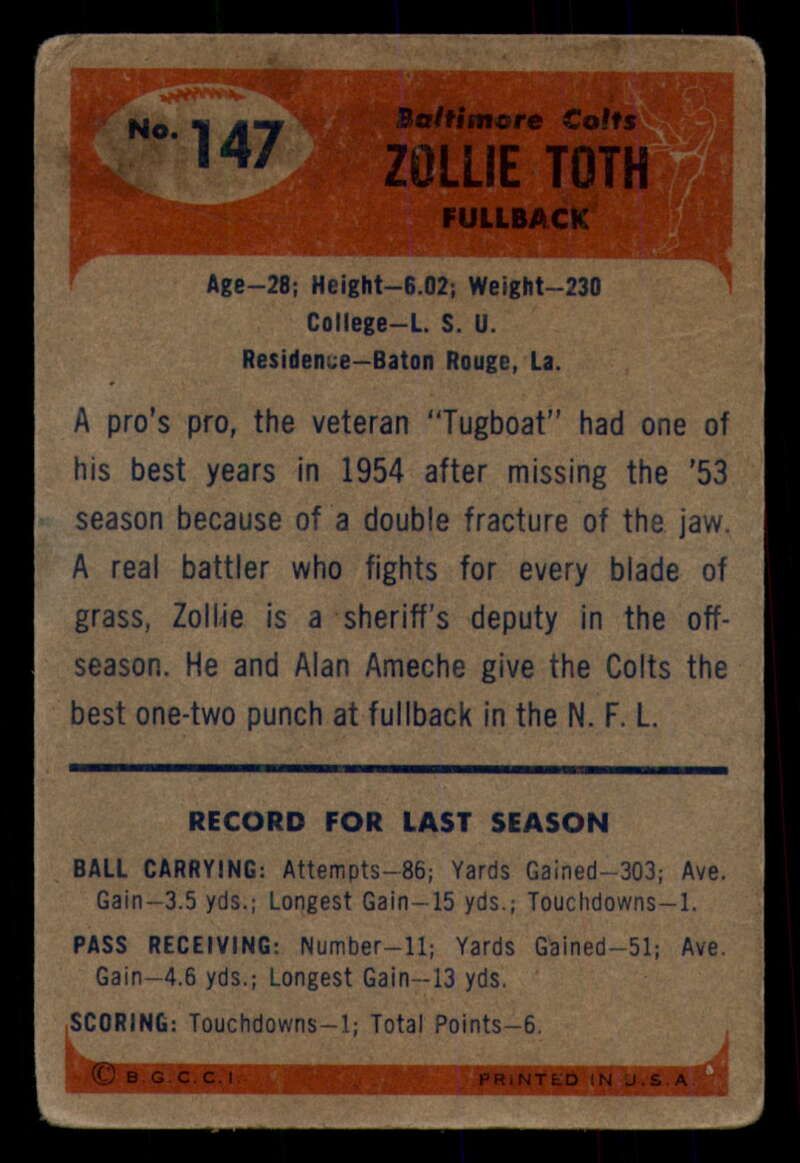 No. 147
Baltimore Colts
ZOLLIE TOTH
FULLBACK
Age—28; Height—6.02; Weight—230
College—L. S. U.
Residence—Baton Rouge, La.
A pro's pro, the veteran "Tugboat" had one of
his best years in 1954 after missing the '53
season because of a double fracture of the jaw.
A real battler who fights for every blade of
grass, Zollie is a sheriff's deputy in the off-
season. He and Alan Ameche give the Colts the
best one-two punch at fullback in the N. F. L.
RECORD FOR LAST SEASON
BALL CARRYING: Attempts—86; Yards Gained—303; Ave.
Gain—3.5 yds.; Longest Gain—15 yds.; Touchdowns—1.
PASS RECEIVING: Number—11; Yards Gained—51; Ave.
Gain—4.6 yds.; Longest Gain—13 yds.
SCORING: Touchdowns—1; Total Points—6.
© B.G.C.C.I.
PRINTED IN U.S.A.